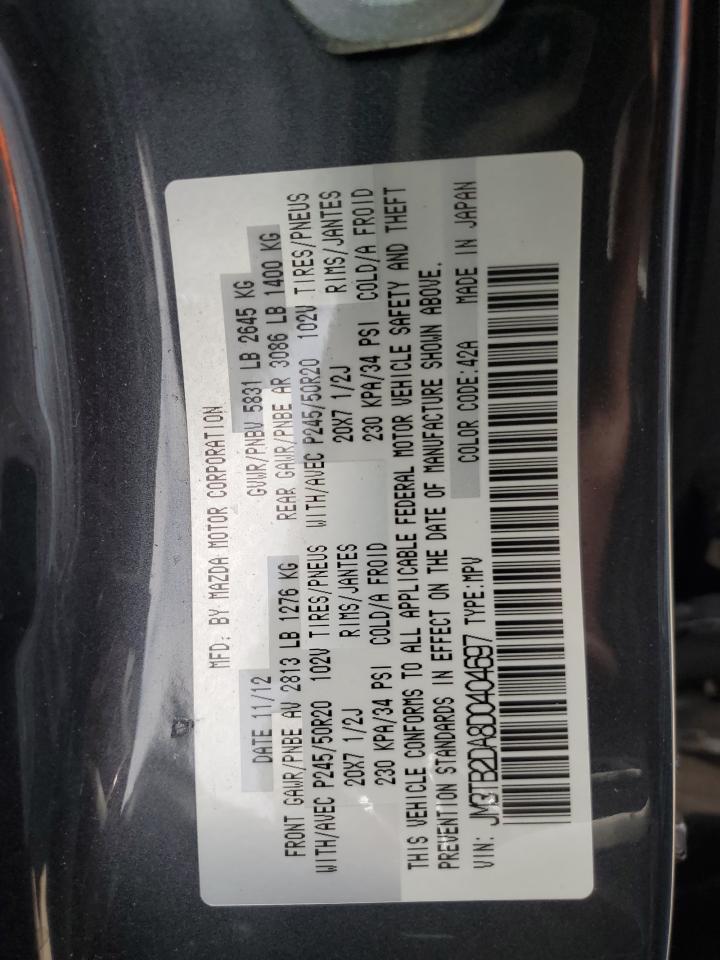 MFD. BY MAZDA MOTOR CORPORATION
DATE 11/12 GVWR/PNBV 5831 LB 2645 KG
FRONT GAWR/PNBE AV 2813 LB 1276 KG REAR GAWR/PNBE AR 3086 LB 1400 KG
WITH/AVEC P245/50R20 102V TIRES/PNEUS WITH/AVEC P245/50R20 102V TIRES/PNEUS
20X7 1/2J RIMS/JANTES 20X7 1/2J RIMS/JANTES
230 KPA/34 PSI COLD/A FROID 230 KPA/34 PSI COLD/A FROID
THIS VEHICLE CONFORMS TO ALL APPLICABLE FEDERAL MOTOR VEHICLE SAFETY AND THEFT
PREVENTION STANDARDS IN EFFECT ON THE DATE OF MANUFACTURE SHOWN ABOVE.
VIN: JM3TB2DA8D0404697 TYPE:MPV COLOR CODE:42A MADE IN JAPAN